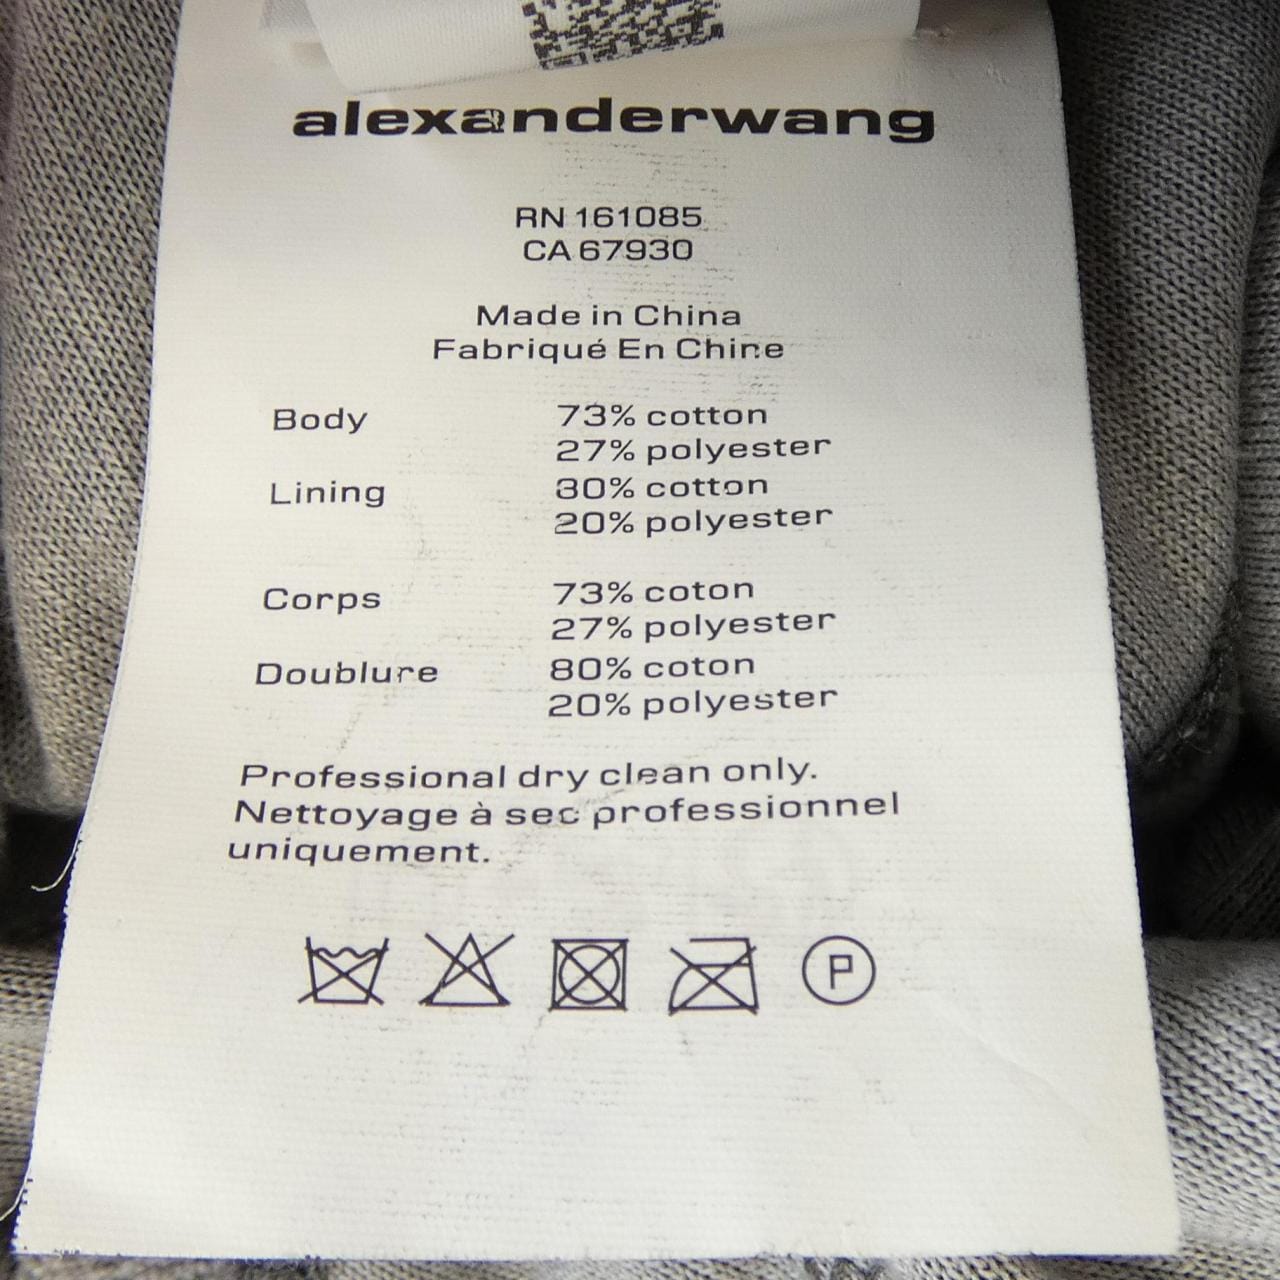 alexanderwang
RN 161085
CA 67930
Made in China
Fabriqué En Chine
Body 73% cotton
27% polyester
Lining 80% cotton
20% polyester
Corps 73% coton
27% polyester
Doublure 80% coton
20% polyester
Professional dry clean only.
Nettoyage à sec professionnel
uniquement.
P